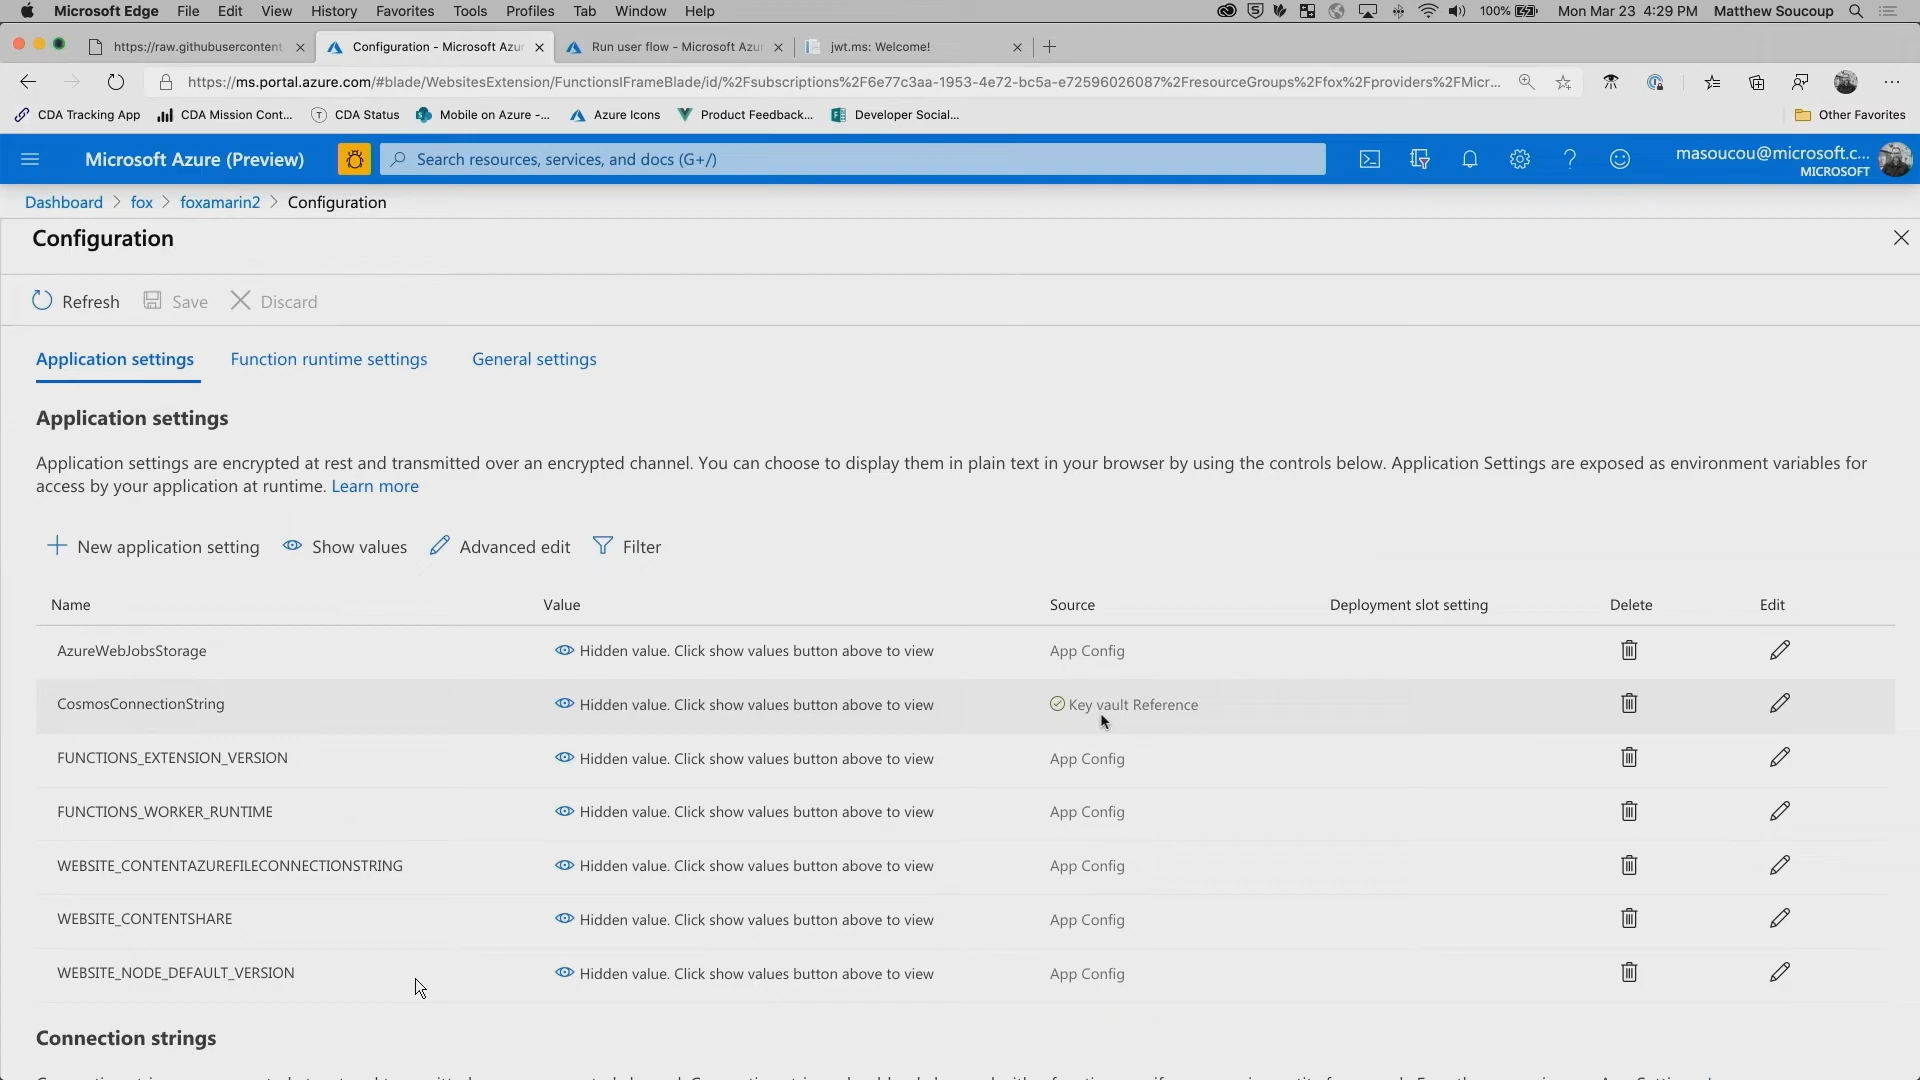 Microsoft Edge File Edit View History Favorites Tools Profiles Tab Window Help 100% Mon Mar 23 4:29 PM Matthew Soucoup
https://raw.githubusercontent Configuration - Microsoft Azur Run user flow - Microsoft Azur jwt.ms: Welcome!
https://ms.portal.azure.com/#blade/WebsitesExtension/FunctionsIFrameBlade/id/%2Fsubscriptions%2F6e77c3aa-1953-4e72-bc5a-e72596026087%2FresourceGroups%2Ffox%2Fproviders%2FMicr...
CDA Tracking App CDA Mission Cont... CDA Status Mobile on Azure -... Azure Icons Product Feedback... Developer Social... Other Favorites
Microsoft Azure (Preview) Search resources, services, and docs (G+/) masoucou@microsoft.c...
MICROSOFT
Dashboard > fox > foxamarin2 > Configuration
Configuration
Refresh Save Discard
Application settings Function runtime settings General settings
Application settings
Application settings are encrypted at rest and transmitted over an encrypted channel. You can choose to display them in plain text in your browser by using the controls below. Application Settings are exposed as environment variables for
access by your application at runtime. Learn more
New application setting Show values Advanced edit Filter
Name Value Source Deployment slot setting Delete Edit
AzureWebJobsStorage Hidden value. Click show values button above to view App Config
CosmosConnectionString Hidden value. Click show values button above to view Key vault Reference
FUNCTIONS_EXTENSION_VERSION Hidden value. Click show values button above to view App Config
FUNCTIONS_WORKER_RUNTIME Hidden value. Click show values button above to view App Config
WEBSITE_CONTENTAZUREFILECONNECTIONSTRING Hidden value. Click show values button above to view App Config
WEBSITE_CONTENTSHARE Hidden value. Click show values button above to view App Config
WEBSITE_NODE_DEFAULT_VERSION Hidden value. Click show values button above to view App Config
Connection strings